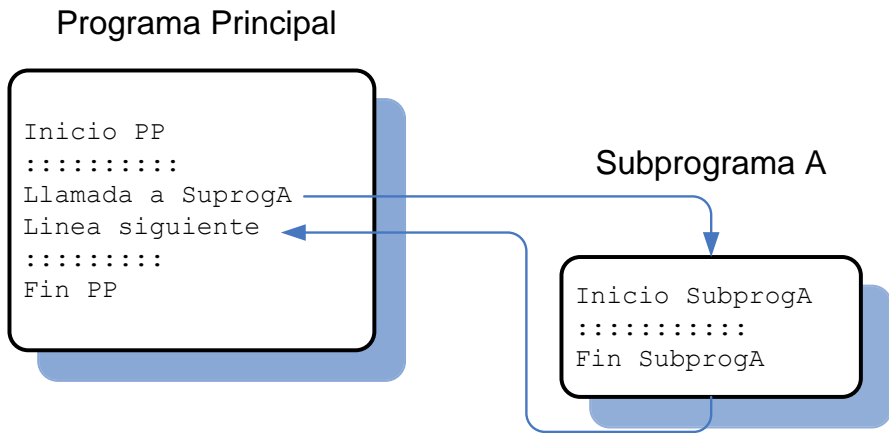 Programa Principal
Inicio PP
::::::::::
Llamada a SuprogA
Linea siguiente
:::::::::
Fin PP
Subprograma A
Inicio SubprogA
:::::::::::
Fin SubprogA